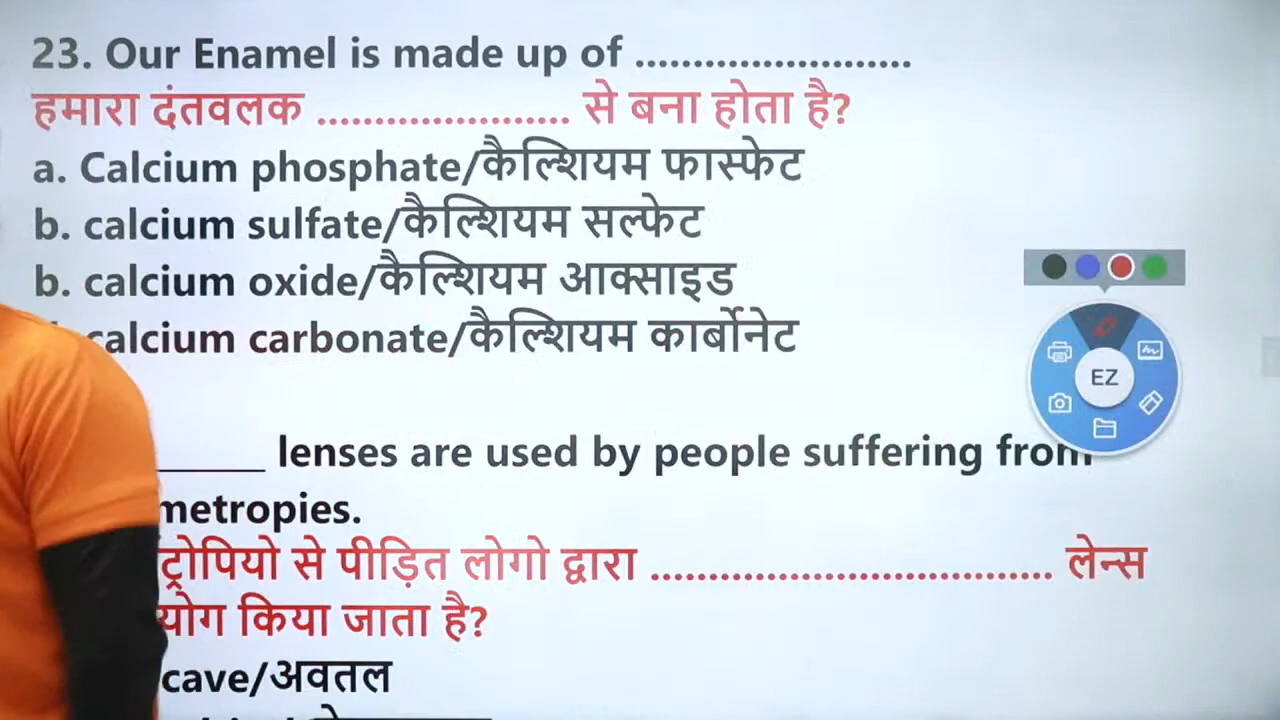 23. Our Enamel is made up of .......................
हमारा दंतवलक ..................... से बना होता है?
a. Calcium phosphate/कैल्शियम फास्फेट
b. calcium sulfate/कैल्शियम सल्फेट
b. calcium oxide/कैल्शियम आक्साइड
calcium carbonate/कैल्शियम कार्बोनेट
EZ
______ lenses are used by people suffering from
metropies.
ट्रोपियो से पीड़ित लोगो द्वारा .................................. लेन्स
योग किया जाता है?
cave/अवतल